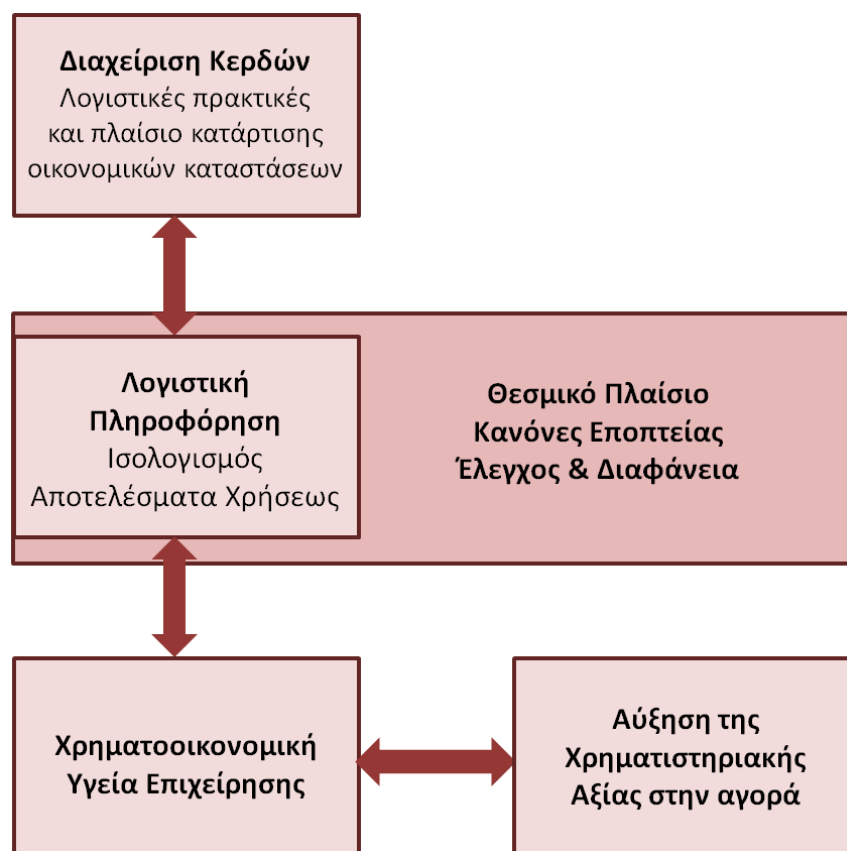 Διαχείριση Κερδών
Λογιστικές πρακτικές
και πλαίσιο κατάρτισης
οικονομικών καταστάσεων
Λογιστική
Πληροφόρηση
Ισολογισμός
Αποτελέσματα Χρήσεως
Θεσμικό Πλαίσιο
Κανόνες Εποπτείας
Έλεγχος & Διαφάνεια
Χρηματοοικονομική
Υγεία Επιχείρησης
Αύξηση της
Χρηματιστηριακής
Αξίας στην αγορά